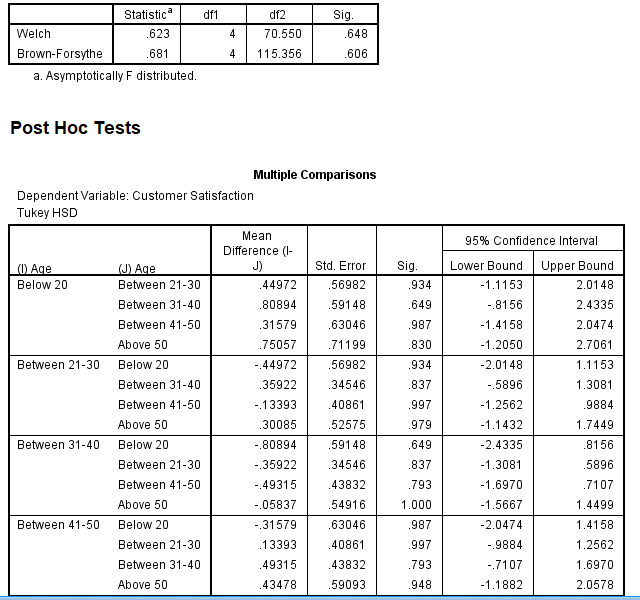 Statisticᵃ df1 df2 Sig.
Welch .623 4 70.550 .648
Brown-Forsythe .681 4 115.356 .606
a. Asymptotically F distributed.
Post Hoc Tests
Multiple Comparisons
Dependent Variable: Customer Satisfaction
Tukey HSD
Mean
Difference (I-
95% Confidence Interval
(I) Age (J) Age J) Std. Error Sig. Lower Bound Upper Bound
Below 20 Between 21-30 .44972 .56982 .934 -1.1153 2.0148
Between 31-40 .80894 .59148 .649 -.8156 2.4335
Between 41-50 .31579 .63046 .987 -1.4158 2.0474
Above 50 .75057 .71199 .830 -1.2050 2.7061
Between 21-30 Below 20 -.44972 .56982 .934 -2.0148 1.1153
Between 31-40 .35922 .34546 .837 -.5896 1.3081
Between 41-50 -.13393 .40861 .997 -1.2562 .9884
Above 50 .30085 .52575 .979 -1.1432 1.7449
Between 31-40 Below 20 -.80894 .59148 .649 -2.4335 .8156
Between 21-30 -.35922 .34546 .837 -1.3081 .5896
Between 41-50 -.49315 .43832 .793 -1.6970 .7107
Above 50 -.05837 .54916 1.000 -1.5667 1.4499
Between 41-50 Below 20 -.31579 .63046 .987 -2.0474 1.4158
Between 21-30 .13393 .40861 .997 -.9884 1.2562
Between 31-40 .49315 .43832 .793 -.7107 1.6970
Above 50 .43478 .59093 .948 -1.1882 2.0578